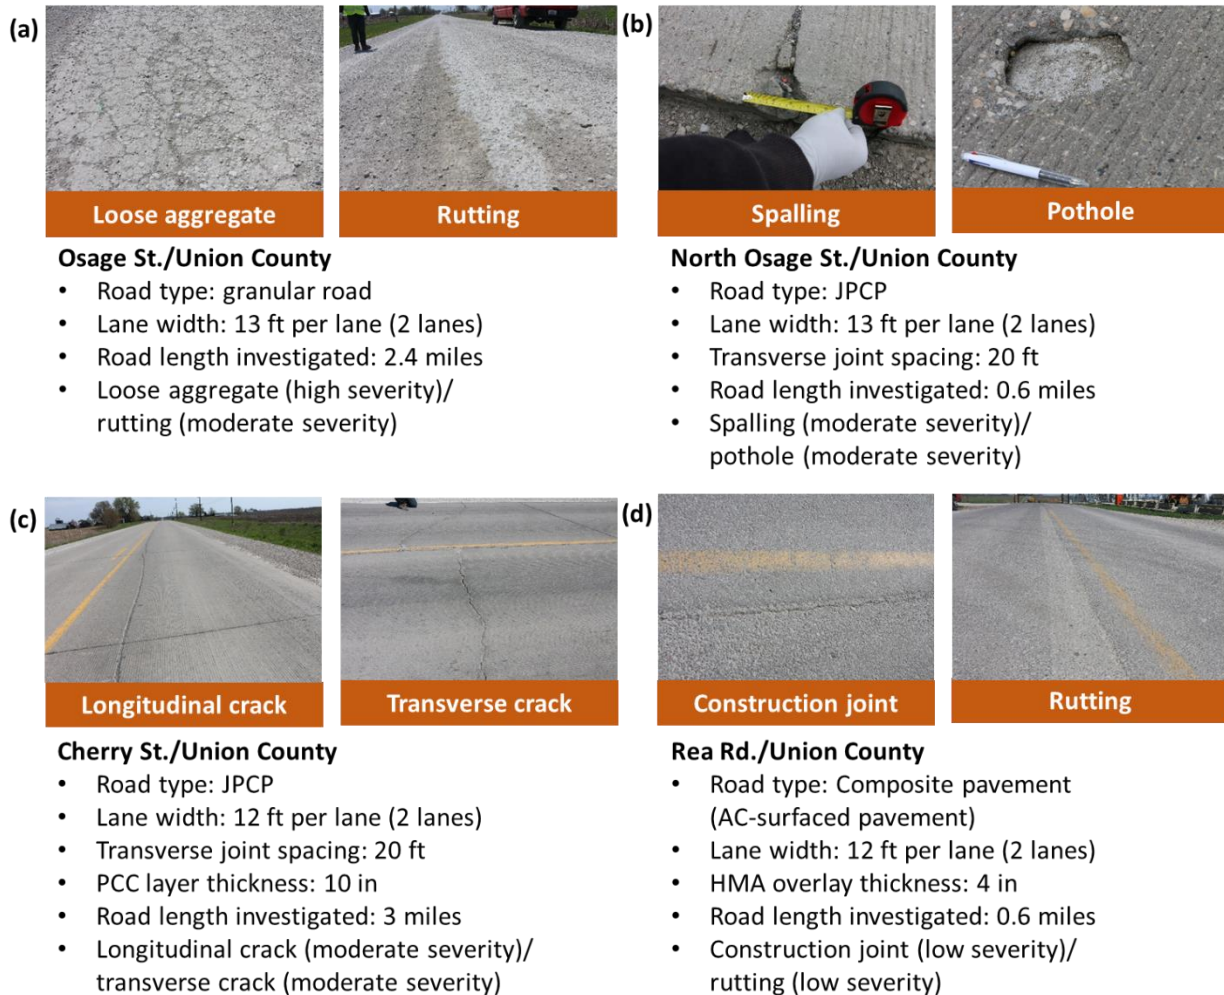 (a)
Loose aggregate
Rutting
Osage St./Union County
• Road type: granular road
• Lane width: 13 ft per lane (2 lanes)
• Road length investigated: 2.4 miles
• Loose aggregate (high severity)/
rutting (moderate severity)
(b)
Spalling
Pothole
North Osage St./Union County
• Road type: JPCP
• Lane width: 13 ft per lane (2 lanes)
• Transverse joint spacing: 20 ft
• Road length investigated: 0.6 miles
• Spalling (moderate severity)/
pothole (moderate severity)
(c)
Longitudinal crack
Transverse crack
Cherry St./Union County
• Road type: JPCP
• Lane width: 12 ft per lane (2 lanes)
• Transverse joint spacing: 20 ft
• PCC layer thickness: 10 in
• Road length investigated: 3 miles
• Longitudinal crack (moderate severity)/
transverse crack (moderate severity)
(d)
Construction joint
Rutting
Rea Rd./Union County
• Road type: Composite pavement
(AC-surfaced pavement)
• Lane width: 12 ft per lane (2 lanes)
• HMA overlay thickness: 4 in
• Road length investigated: 0.6 miles
• Construction joint (low severity)/
rutting (low severity)